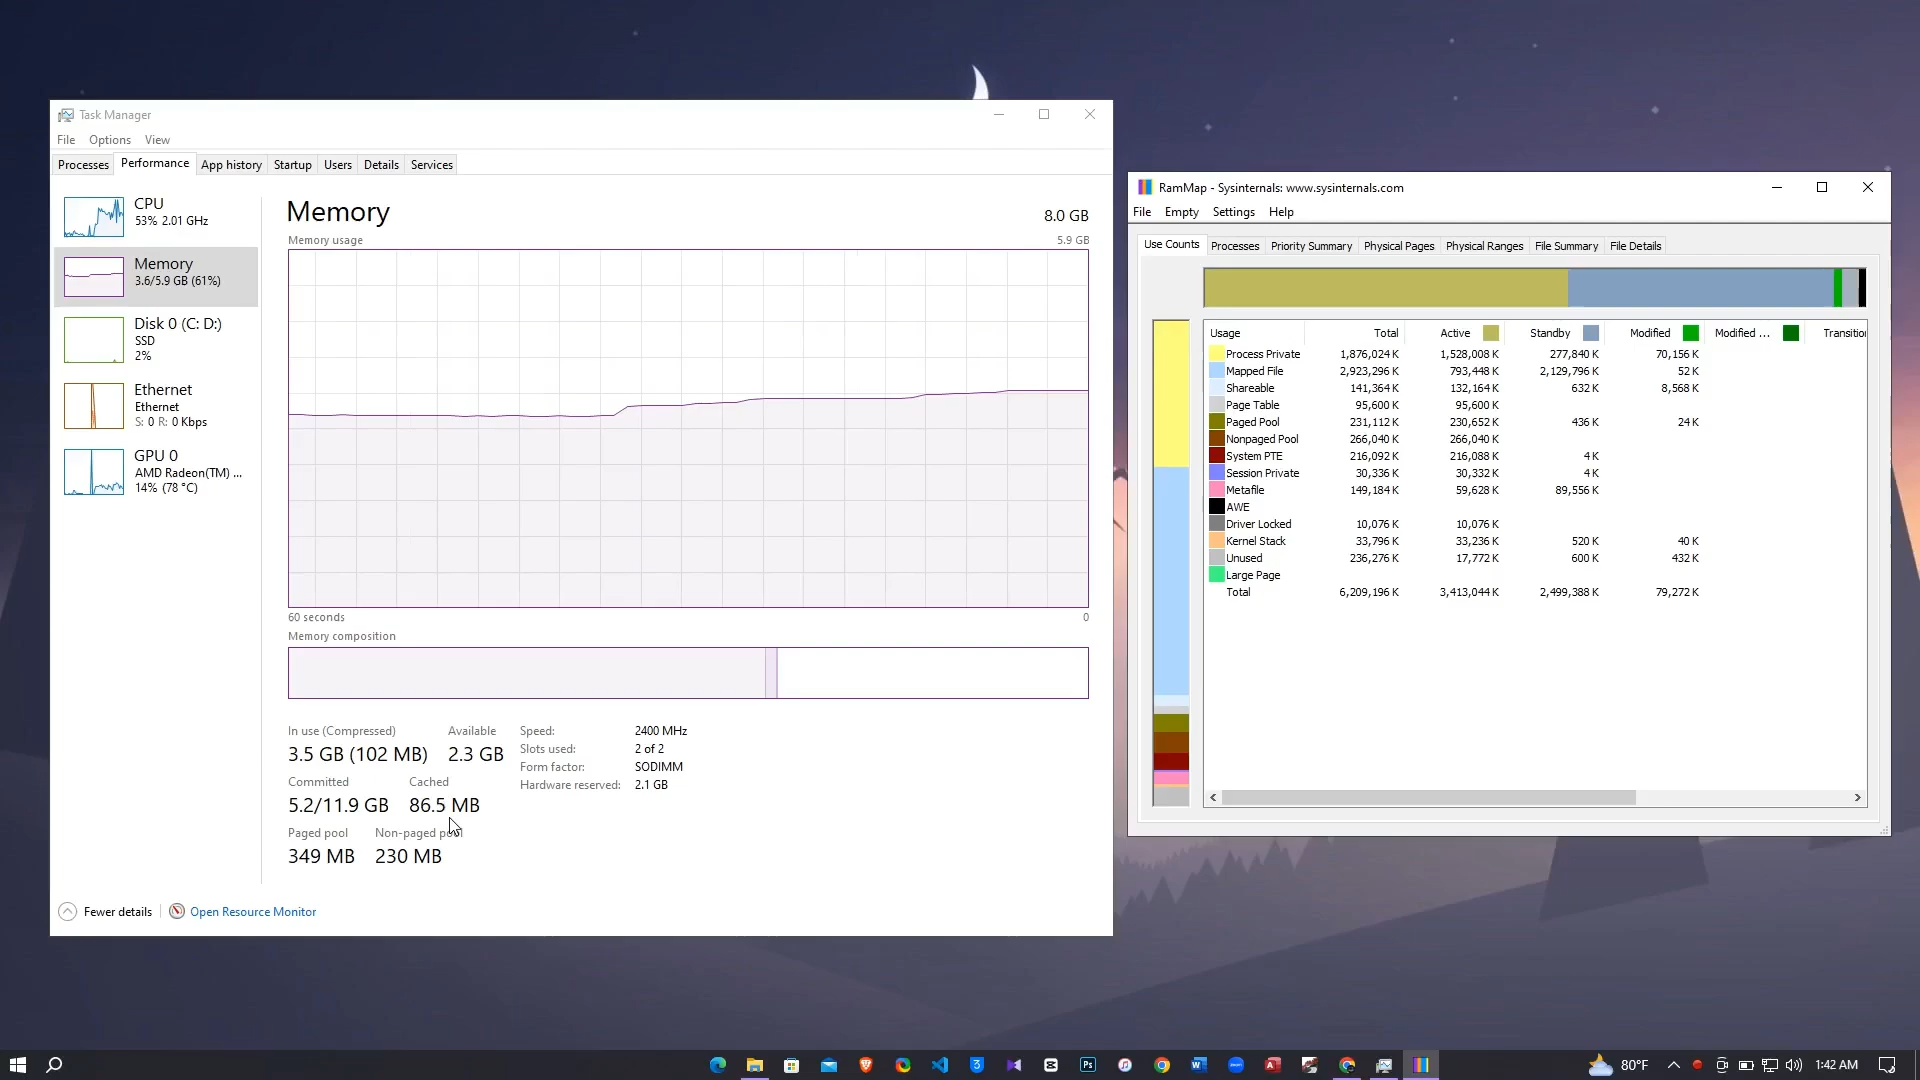 Task Manager
File Options View
Processes Performance App history Startup Users Details Services
CPU
53% 2.01 GHz
Memory
3.6/5.9 GB (61%)
Disk 0 (C: D:)
SSD
2%
Ethernet
Ethernet
S: 0 R: 0 Kbps
GPU 0
AMD Radeon(TM) ...
14% (78 °C)
Memory 8.0 GB
Memory usage 5.9 GB
60 seconds 0
Memory composition
In use (Compressed) Available
3.5 GB (102 MB) 2.3 GB
Committed Cached
5.2/11.9 GB 86.5 MB
Paged pool Non-paged pool
349 MB 230 MB
Speed: 2400 MHz
Slots used: 2 of 2
Form factor: SODIMM
Hardware reserved: 2.1 GB
Fewer details Open Resource Monitor
RamMap - Sysinternals: www.sysinternals.com
File Empty Settings Help
Use Counts Processes Priority Summary Physical Pages Physical Ranges File Summary File Details
Usage Total Active Standby Modified Modified ... Transition
Process Private 1,876,024 K 1,528,008 K 277,840 K 70,156 K
Mapped File 2,923,296 K 793,448 K 2,129,796 K 52 K
Shareable 141,364 K 132,164 K 632 K 8,568 K
Page Table 95,600 K 95,600 K
Paged Pool 231,112 K 230,652 K 436 K 24 K
Nonpaged Pool 266,040 K 266,040 K
System PTE 216,092 K 216,088 K 4 K
Session Private 30,336 K 30,332 K 4 K
Metafile 149,184 K 59,628 K 89,556 K
AWE
Driver Locked 10,076 K 10,076 K
Kernel Stack 33,796 K 33,236 K 520 K 40 K
Unused 236,276 K 17,772 K 600 K 432 K
Large Page
Total 6,209,196 K 3,413,044 K 2,499,388 K 79,272 K
80°F 1:42 AM